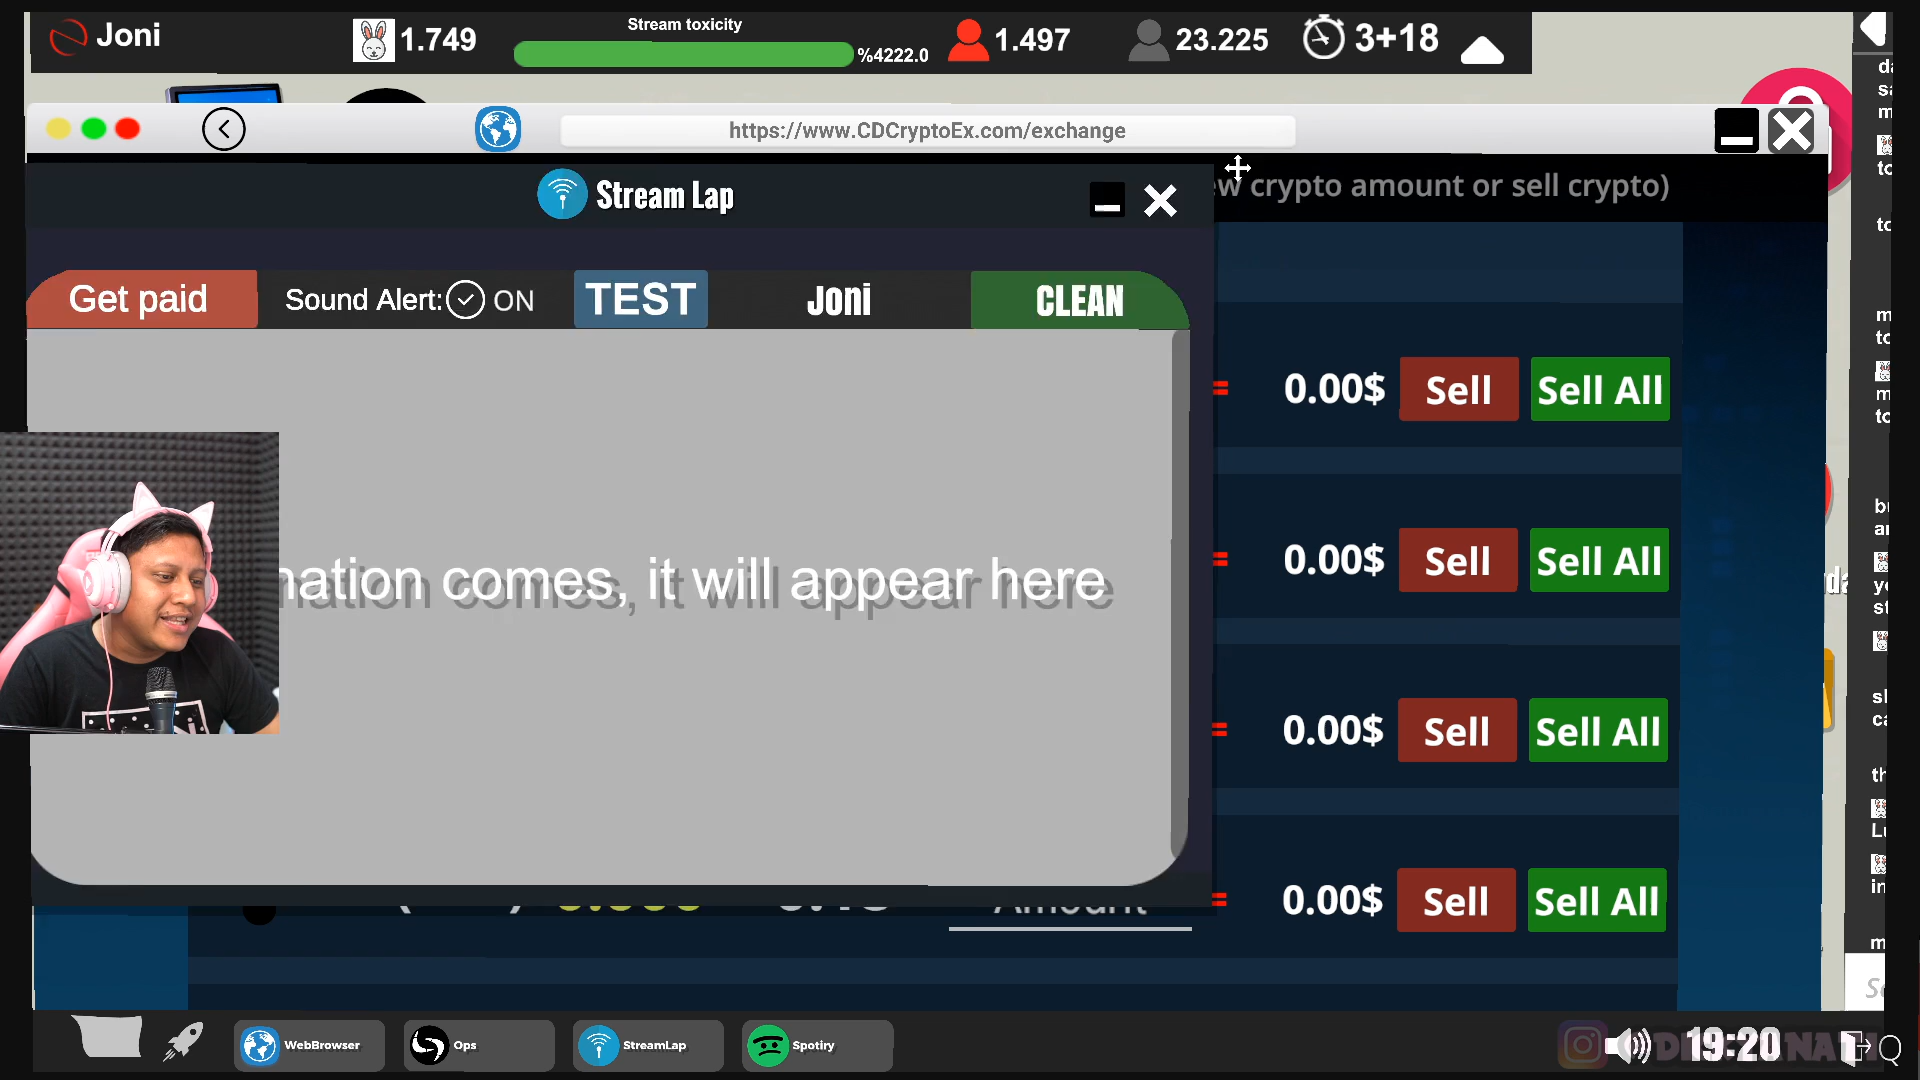 Joni
1.749
Stream toxicity
%4222.0
1.497
23.225
3+18
https://www.CDCryptoEx.com/exchange
crypto amount or sell crypto)
Stream Lap
Get paid
Sound Alert: ON
TEST
Joni
CLEAN
= 0.00$ Sell Sell All
nation comes, it will appear here
= 0.00$ Sell Sell All
= 0.00$ Sell Sell All
Amount
= 0.00$ Sell Sell All
WebBrowser
Ops
StreamLap
Spotiry
19:20